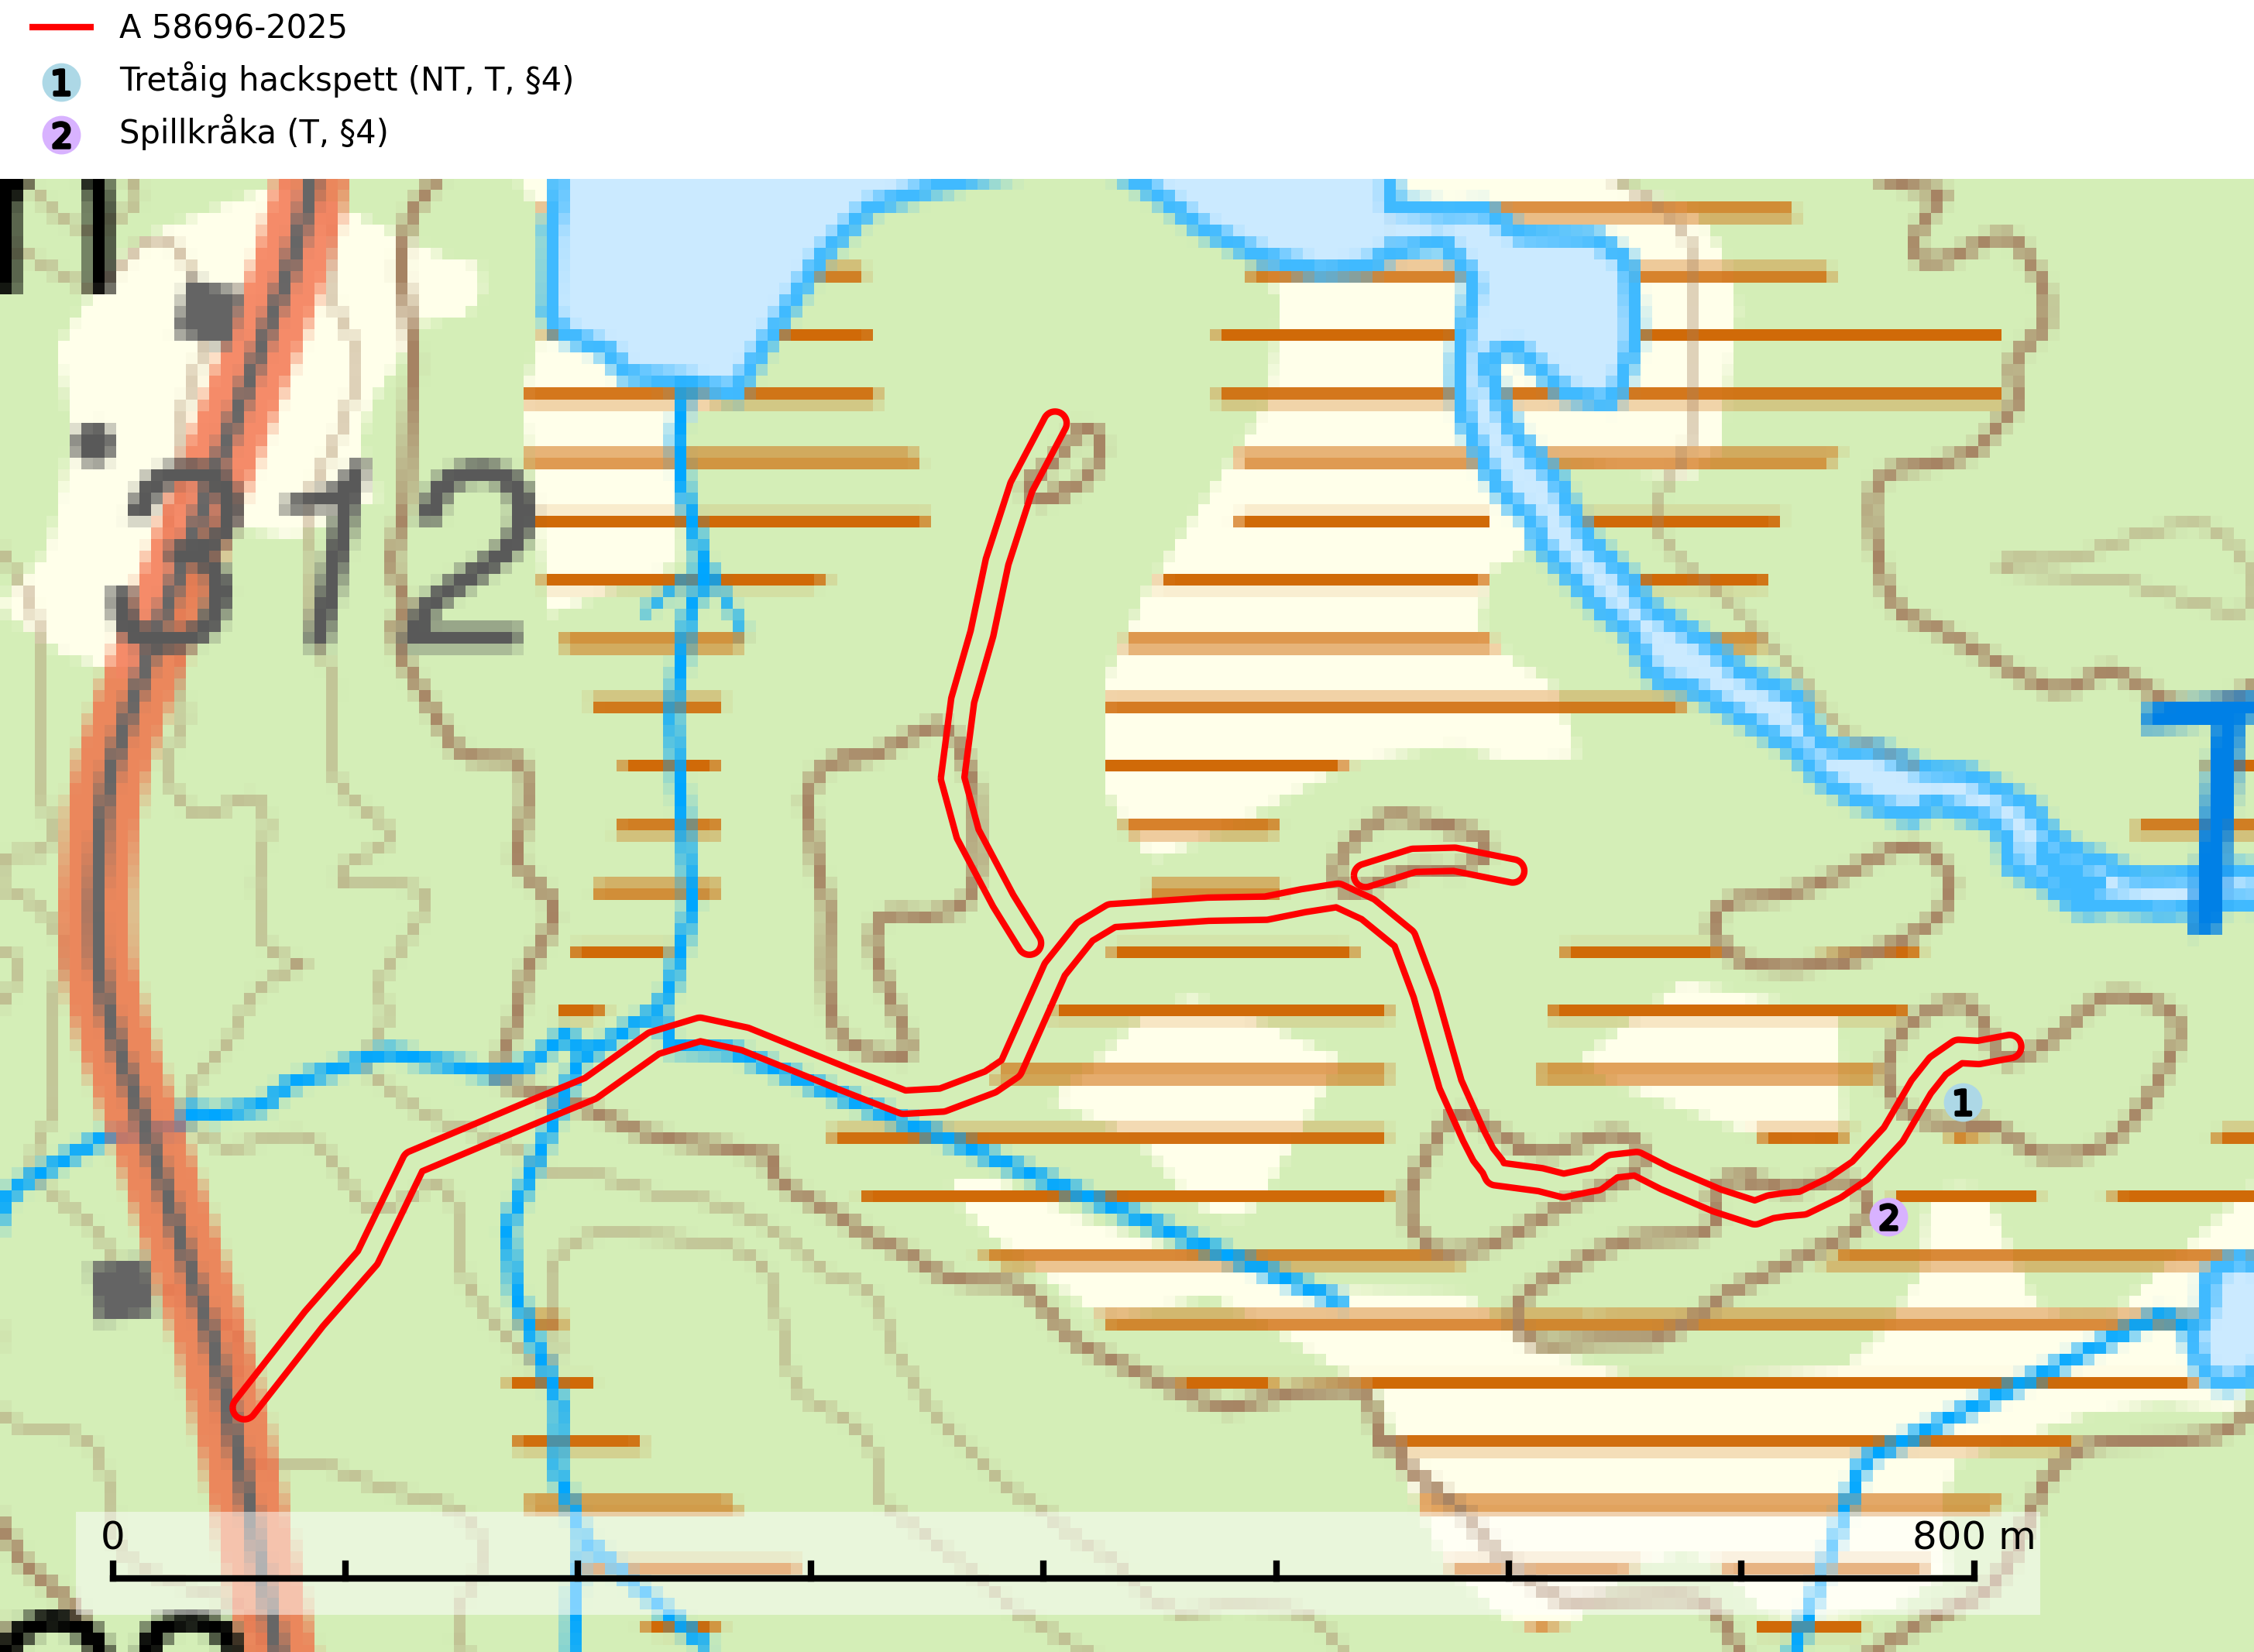 A 58696-2025
1 Tretåig hackspett (NT, T, §4)
2 Spillkråka (T, §4)
312
T
1
2
0 800 m